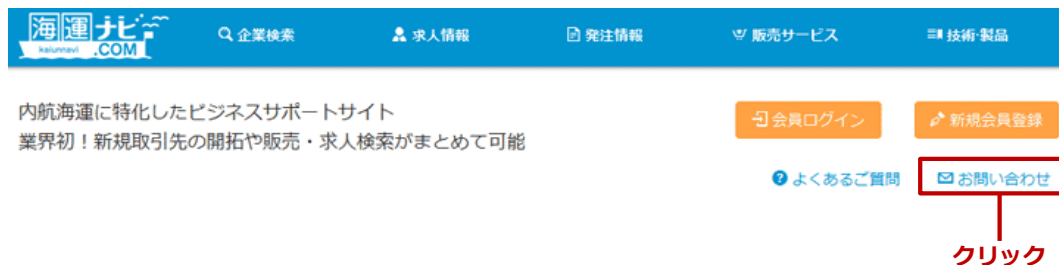 海運ナビ
kaiunnavi .COM
企業検索
求人情報
発注情報
販売サービス
技術・製品
内航海運に特化したビジネスサポートサイト
業界初！新規取引先の開拓や販売・求人検索がまとめて可能
会員ログイン
新規会員登録
よくあるご質問
お問い合わせ
クリック